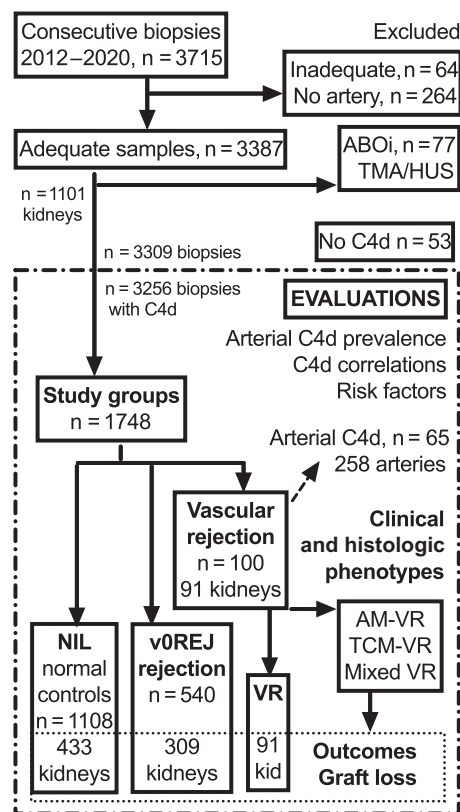 Consecutive biopsies
2012–2020, n = 3715
Excluded
Inadequate, n = 64
No artery, n = 264
Adequate samples, n = 3387
ABOi, n = 77
TMA/HUS
n = 1101
kidneys
No C4d n = 53
n = 3309 biopsies
n = 3256 biopsies
with C4d
EVALUATIONS
Arterial C4d prevalence
C4d correlations
Risk factors
Study groups
n = 1748
Arterial C4d, n = 65
258 arteries
Vascular
rejection
n = 100
91 kidneys
Clinical
and histologic
phenotypes
AM-VR
TCM-VR
Mixed VR
NIL
normal
controls
n = 1108
433
kidneys
v0REJ
rejection
n = 540
309
kidneys
VR
91
kid
Outcomes
Graft loss